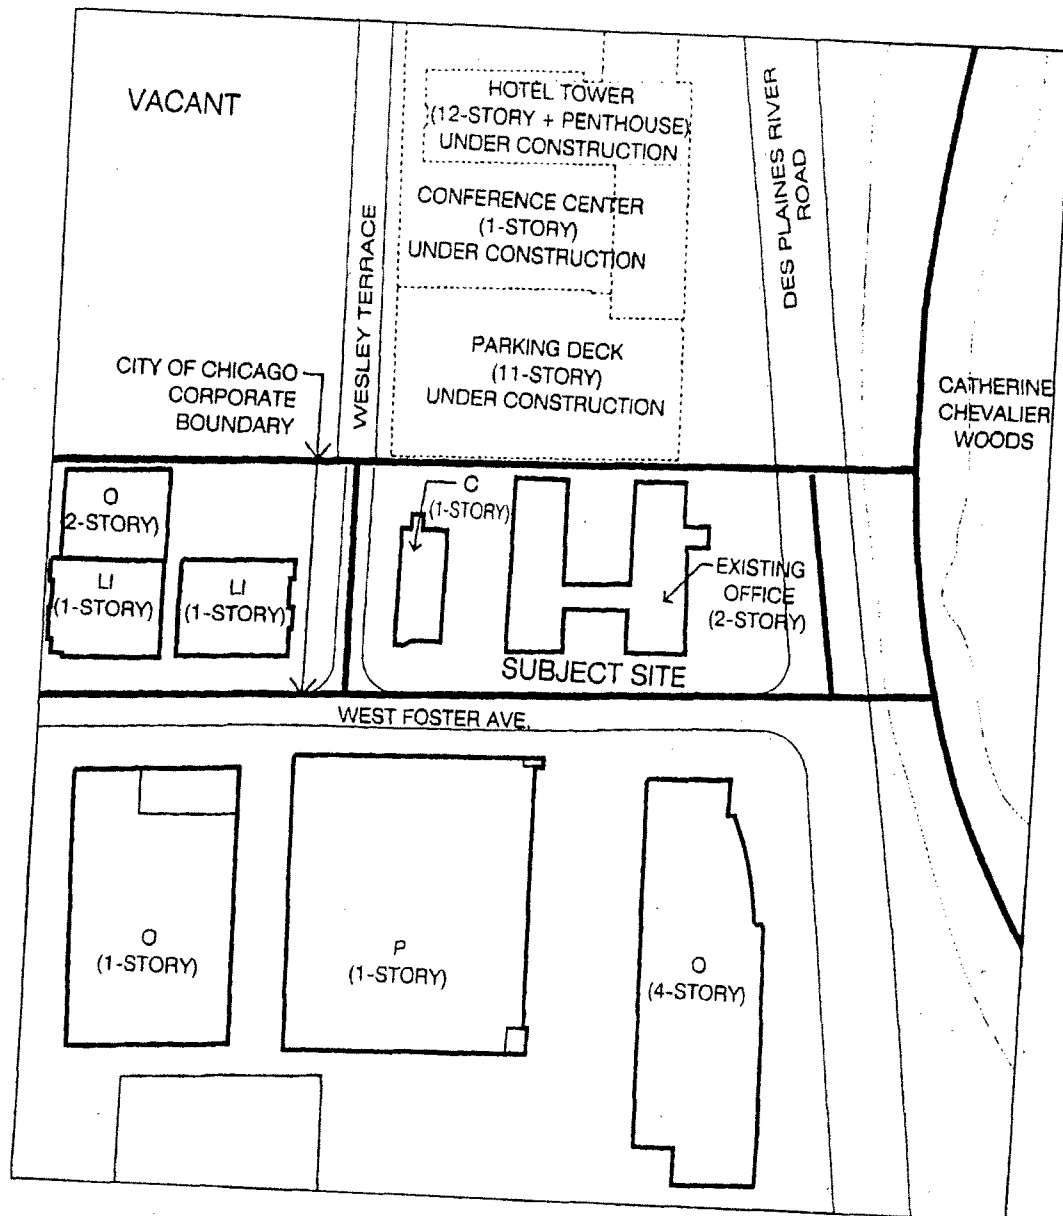 VACANT
HOTEL TOWER
(12-STORY + PENTHOUSE)
UNDER CONSTRUCTION
CONFERENCE CENTER
(1-STORY)
UNDER CONSTRUCTION
PARKING DECK
(11-STORY)
UNDER CONSTRUCTION
WESLEY TERRACE
DES PLAINES RIVER
ROAD
CITY OF CHICAGO
CORPORATE
BOUNDARY
CATHERINE
CHEVALIER
WOODS
O
2-STORY)
LI
(1-STORY)
LI
(1-STORY)
C
(1-STORY)
EXISTING
OFFICE
(2-STORY)
SUBJECT SITE
WEST FOSTER AVE.
O
(1-STORY)
P
(1-STORY)
O
(4-STORY)